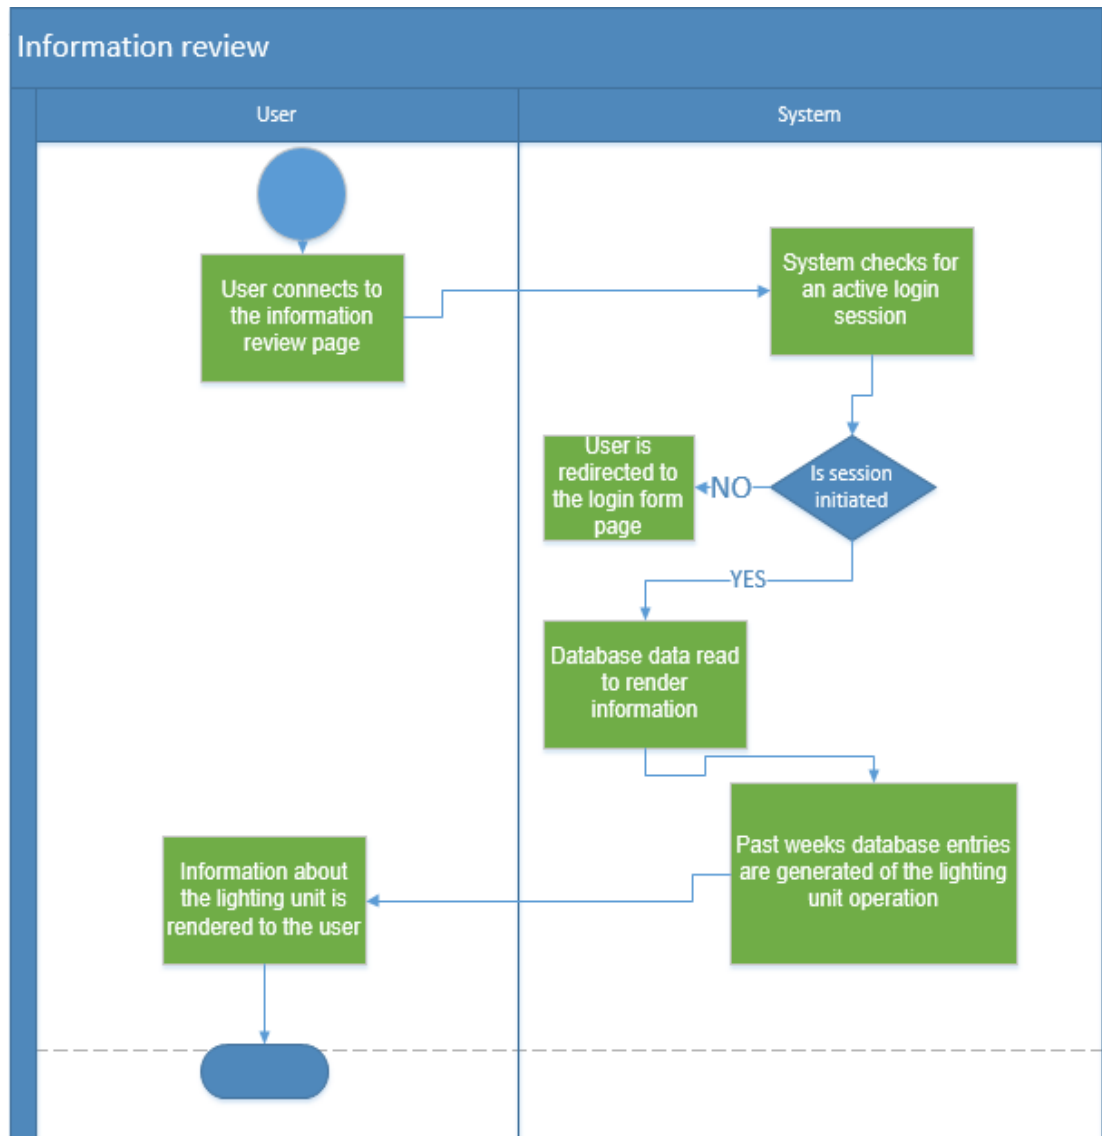 Information review
User
System
User connects to
the information
review page
System checks for
an active login
session
User is
redirected to
the login form
page
NO
Is session
initiated
YES
Database data read
to render
information
Past weeks database entries
are generated of the lighting
unit operation
Information about
the lighting unit is
rendered to the user